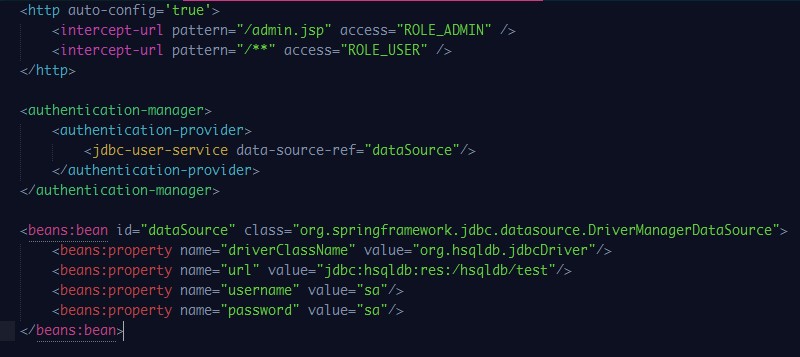 <http auto-config='true'>
<intercept-url pattern="/admin.jsp" access="ROLE_ADMIN" />
<intercept-url pattern="/**" access="ROLE_USER" />
</http>
<authentication-manager>
<authentication-provider>
<jdbc-user-service data-source-ref="dataSource"/>
</authentication-provider>
</authentication-manager>
<beans:bean id="dataSource" class="org.springframework.jdbc.datasource.DriverManagerDataSource">
<beans:property name="driverClassName" value="org.hsqldb.jdbcDriver"/>
<beans:property name="url" value="jdbc:hsqldb:res:/hsqldb/test"/>
<beans:property name="username" value="sa"/>
<beans:property name="password" value="sa"/>
</beans:bean>